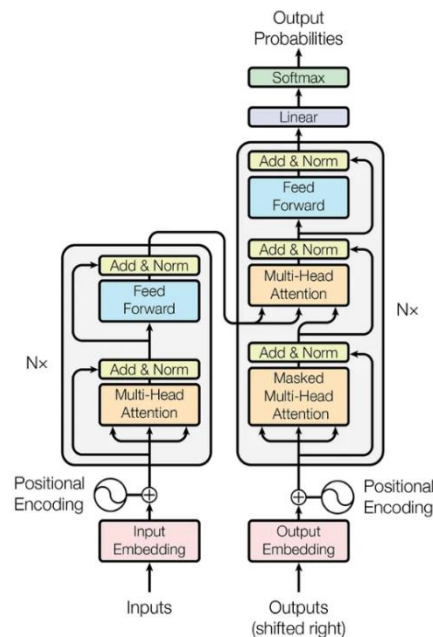 Output
Probabilities
Softmax
Linear
Add & Norm
Feed
Forward
Add & Norm
Multi-Head
Attention
Nx
Add & Norm
Masked
Multi-Head
Attention
Positional
Encoding
Output
Embedding
Outputs
(shifted right)
Add & Norm
Feed
Forward
Nx
Add & Norm
Multi-Head
Attention
Positional
Encoding
Input
Embedding
Inputs